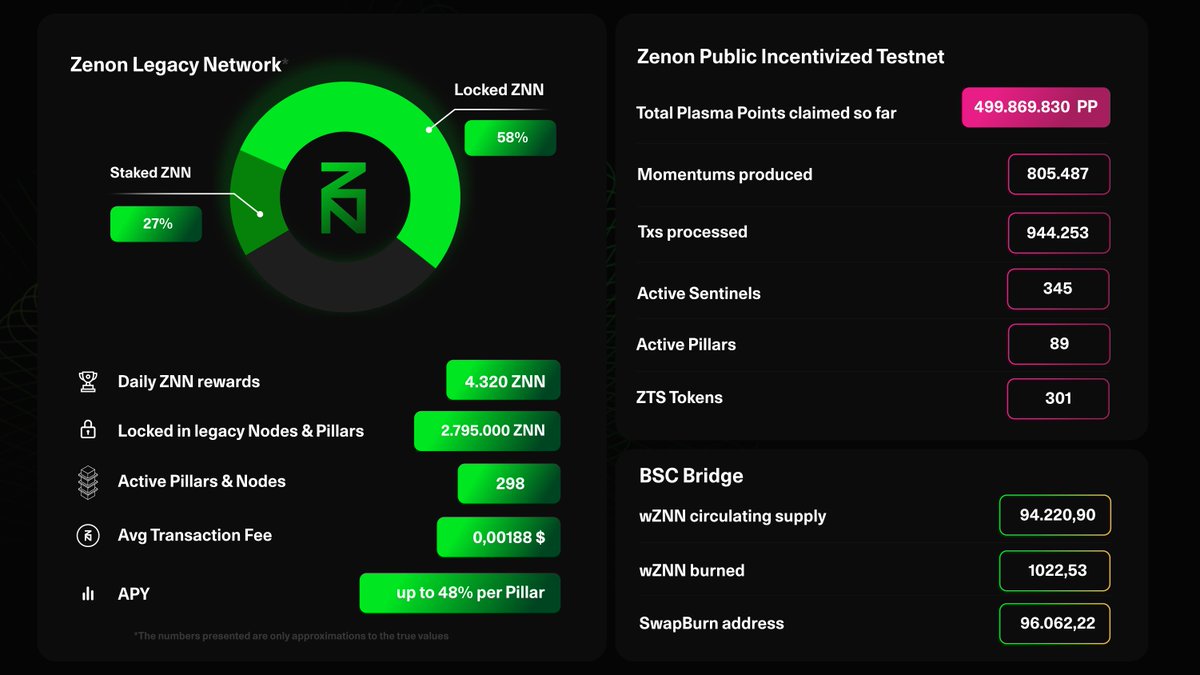 Zenon Legacy Network*
Locked ZNN
58%
Staked ZNN
27%
Daily ZNN rewards
4.320 ZNN
Locked in legacy Nodes & Pillars
2.795.000 ZNN
Active Pillars & Nodes
298
Avg Transaction Fee
0,00188 $
APY
up to 48% per Pillar
*The numbers presented are only approximations to the true values
Zenon Public Incentivized Testnet
Total Plasma Points claimed so far
499.869.830 PP
Momentums produced
805.487
Txs processed
944.253
Active Sentinels
345
Active Pillars
89
ZTS Tokens
301
BSC Bridge
wZNN circulating supply
94.220,90
wZNN burned
1022,53
SwapBurn address
96.062,22